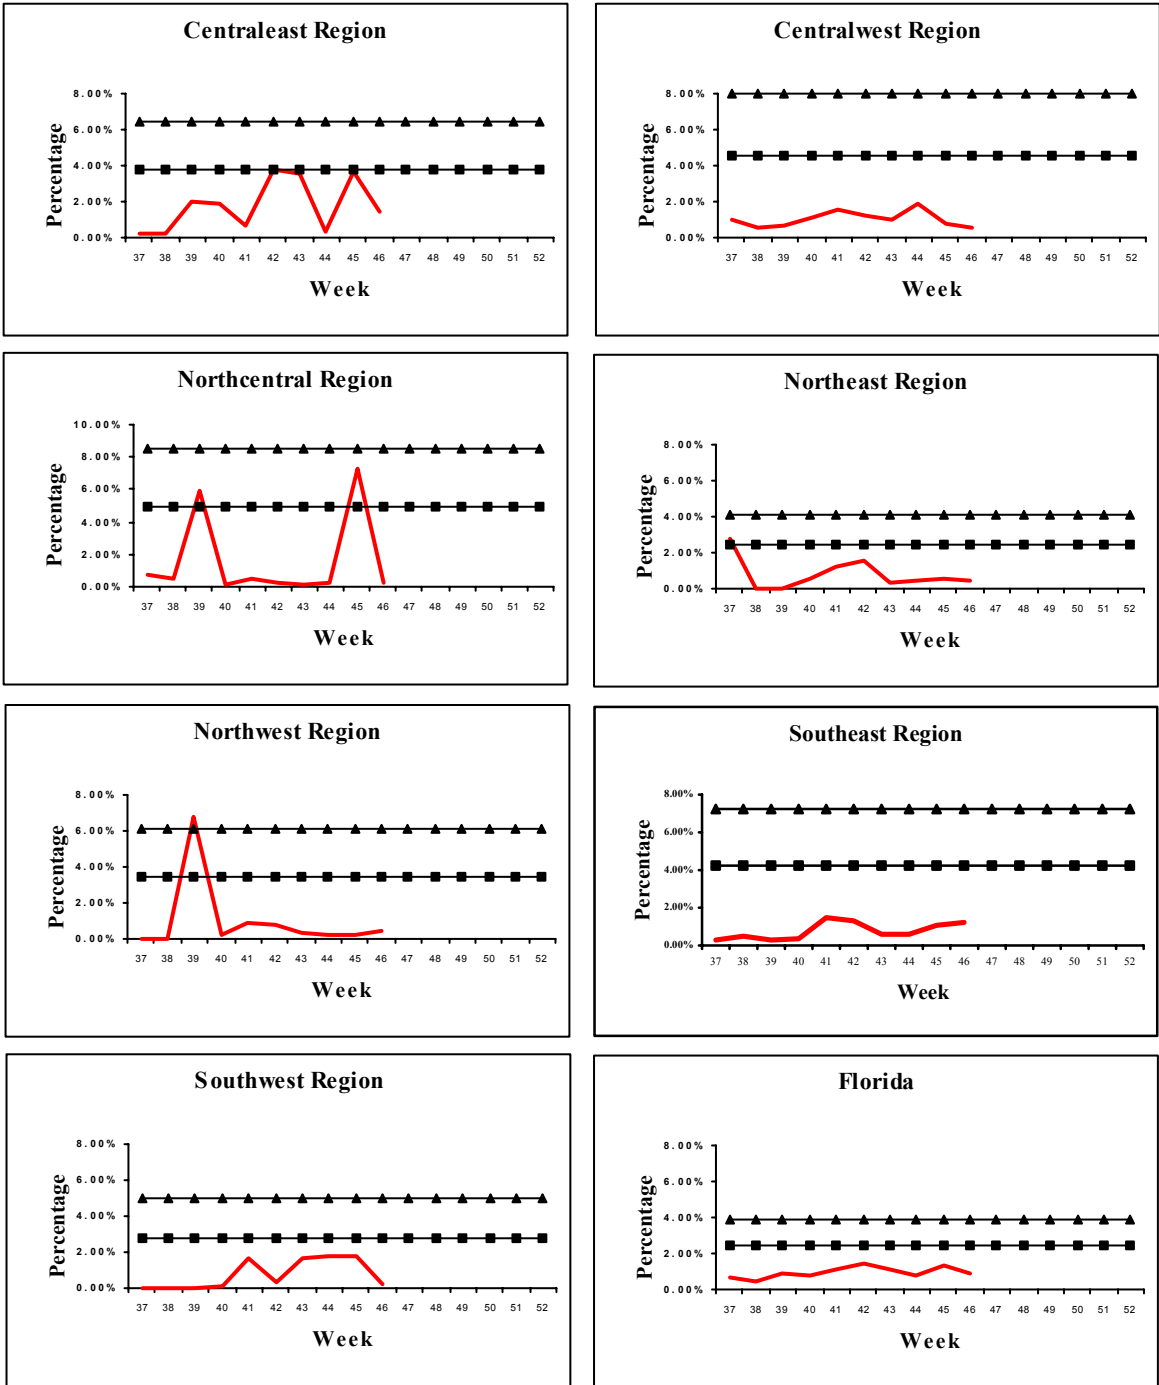 Centraleast Region
8.00%
6.00%
4.00%
2.00%
0.00%
Percentage
37 38 39 40 41 42 43 44 45 46 47 48 49 50 51 52
Week
Centralwest Region
8.00%
6.00%
4.00%
2.00%
0.00%
Percentage
37 38 39 40 41 42 43 44 45 46 47 48 49 50 51 52
Week
Northcentral Region
10.00%
8.00%
6.00%
4.00%
2.00%
0.00%
Percentage
37 38 39 40 41 42 43 44 45 46 47 48 49 50 51 52
Week
Northeast Region
8.00%
6.00%
4.00%
2.00%
0.00%
Percentage
37 38 39 40 41 42 43 44 45 46 47 48 49 50 51 52
Week
Northwest Region
8.00%
6.00%
4.00%
2.00%
0.00%
Percentage
37 38 39 40 41 42 43 44 45 46 47 48 49 50 51 52
Week
Southeast Region
8.00%
6.00%
4.00%
2.00%
0.00%
Percentage
37 38 39 40 41 42 43 44 45 46 47 48 49 50 51 52
Week
Southwest Region
8.00%
6.00%
4.00%
2.00%
0.00%
Percentage
37 38 39 40 41 42 43 44 45 46 47 48 49 50 51 52
Week
Florida
8.00%
6.00%
4.00%
2.00%
0.00%
Percentage
37 38 39 40 41 42 43 44 45 46 47 48 49 50 51 52
Week